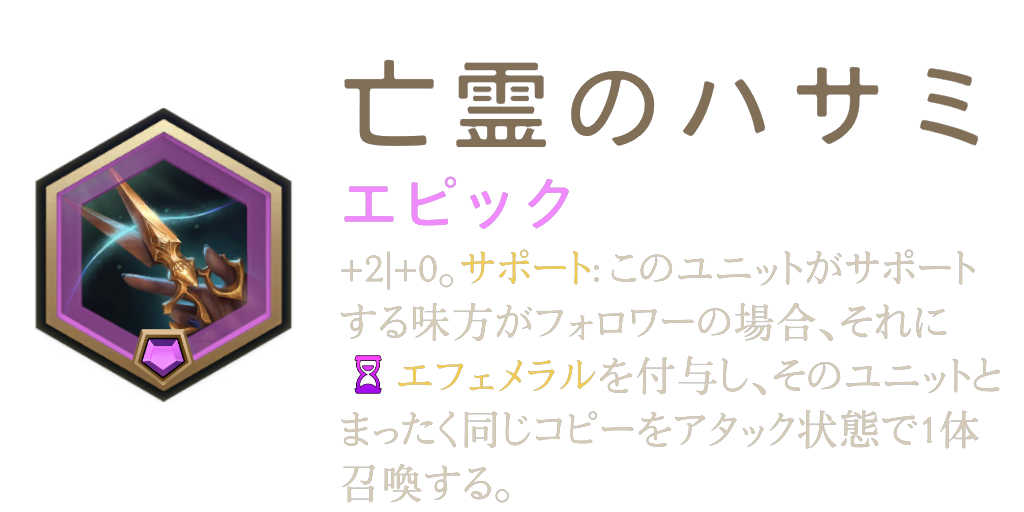 亡霊のハサミ
エピック
+2|+0。サポート: このユニットがサポート
する味方がフォロワーの場合、それに
エフェメラルを付与し、そのユニットと
まったく同じコピーをアタック状態で1体
召喚する。